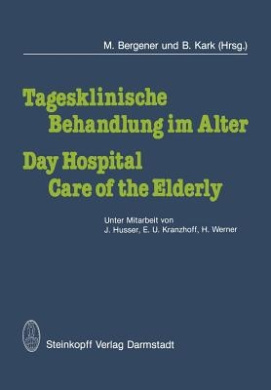 M. Bergener und B. Kark (Hrsg.)
Tagesklinische
Behandlung im Alter
Day Hospital
Care of the Elderly
Unter Mitarbeit von
J. Husser, E. U. Kranzhoff, H. Werner
Steinkopff Verlag Darmstadt